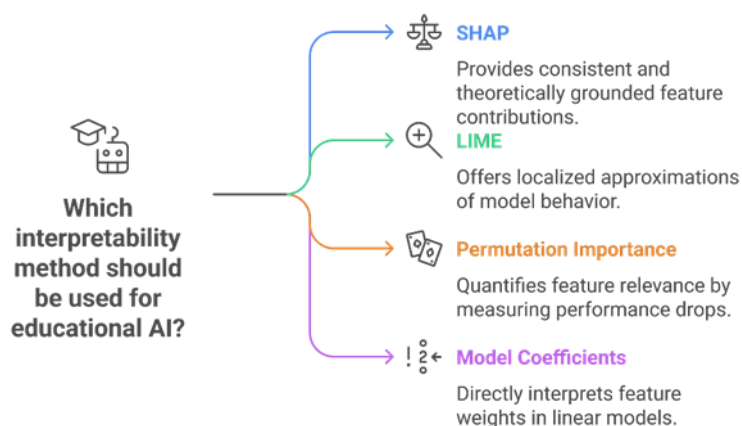 Which
interpretability
method should
be used for
educational AI?
SHAP
Provides consistent and
theoretically grounded feature
contributions.
LIME
Offers localized approximations
of model behavior.
Permutation Importance
Quantifies feature relevance by
measuring performance drops.
Model Coefficients
Directly interprets feature
weights in linear models.